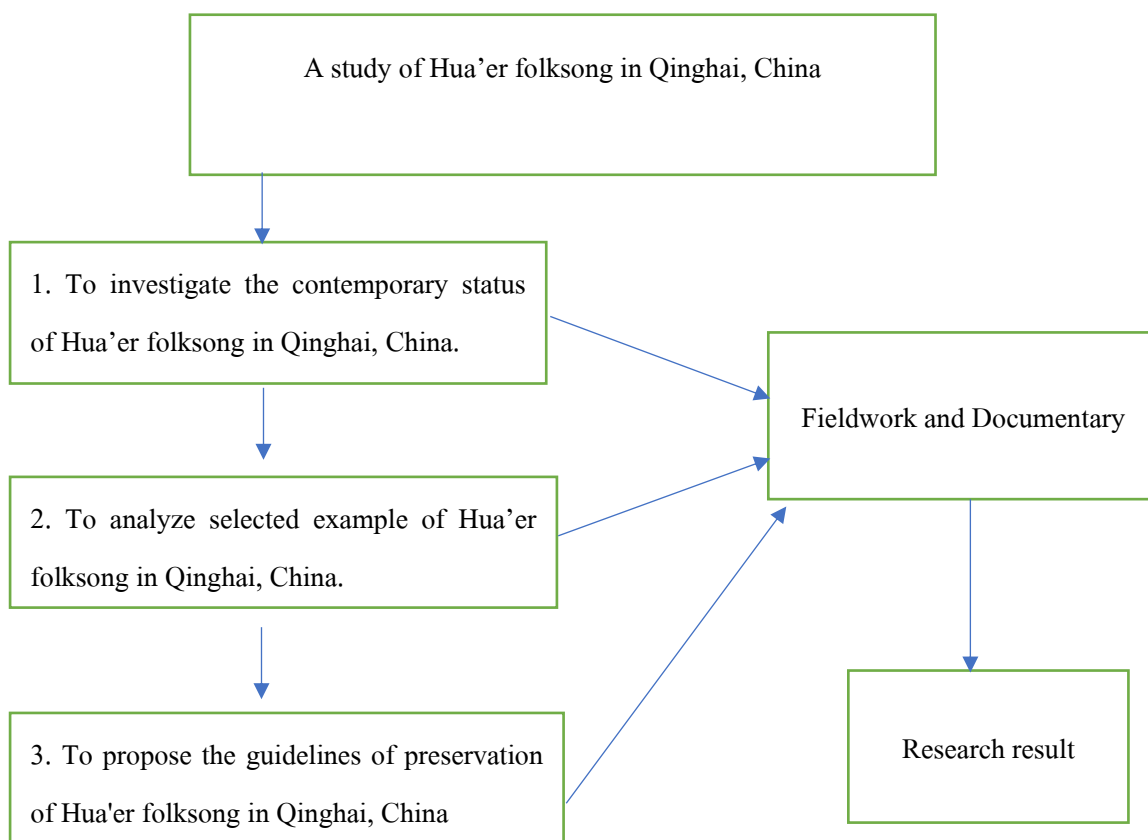 A study of Hua’er folksong in Qinghai, China
1. To investigate the contemporary status
of Hua’er folksong in Qinghai, China.
2. To analyze selected example of Hua’er
folksong in Qinghai, China.
3. To propose the guidelines of preservation
of Hua'er folksong in Qinghai, China
Fieldwork and Documentary
Research result